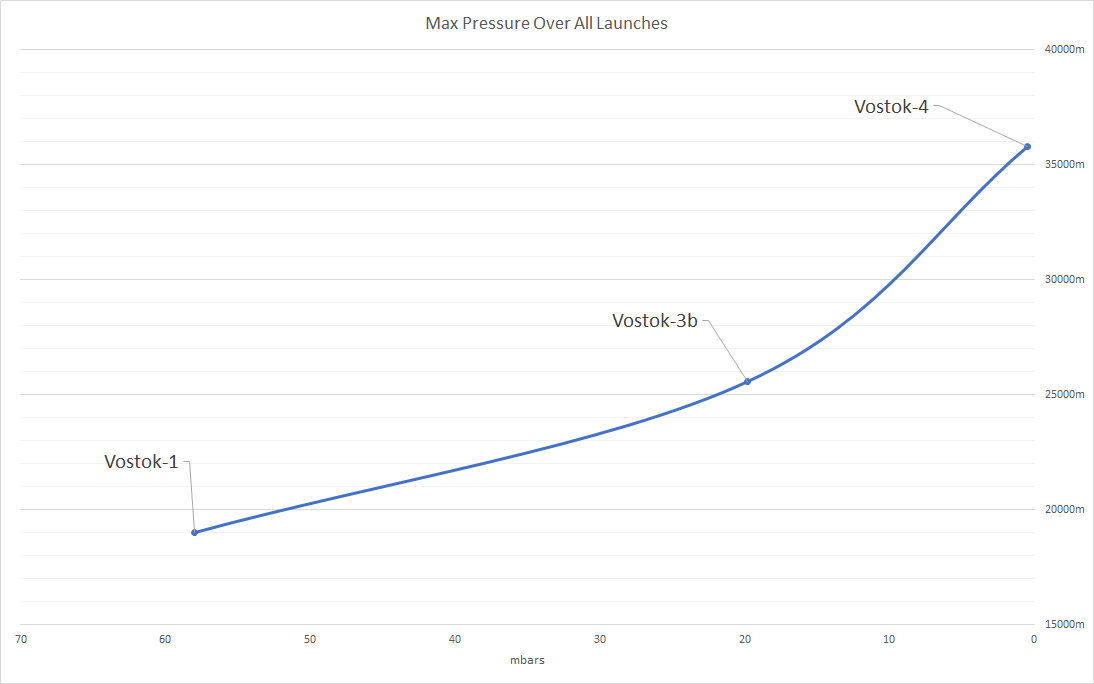 Max Pressure Over All Launches
40000m
Vostok-4
35000m
30000m
Vostok-3b
25000m
Vostok-1
20000m
15000m
70 60 50 40 30 20 10 0
mbars